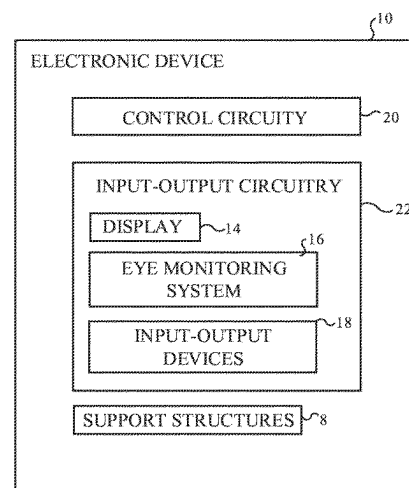 10
ELECTRONIC DEVICE
CONTROL CIRCUITY
20
INPUT-OUTPUT CIRCUITRY
22
DISPLAY
14
16
EYE MONITORING
SYSTEM
18
INPUT-OUTPUT
DEVICES
SUPPORT STRUCTURES
8